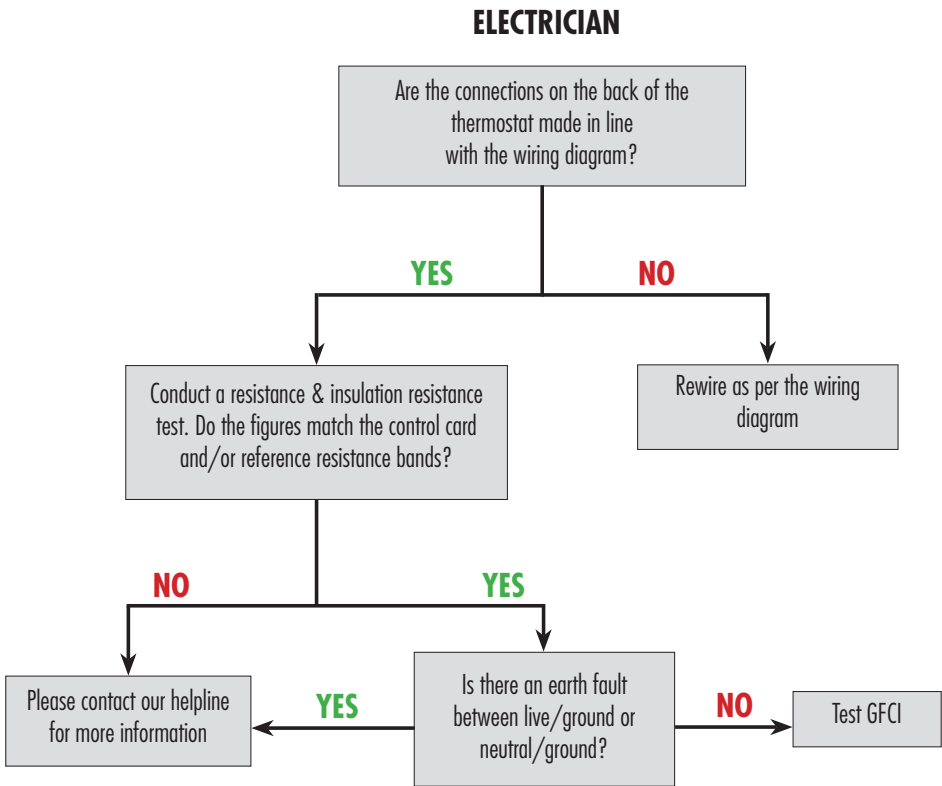 ELECTRICIAN
Are the connections on the back of the
thermostat made in line
with the wiring diagram?
YES
NO
Conduct a resistance & insulation resistance
test. Do the figures match the control card
and/or reference resistance bands?
Rewire as per the wiring
diagram
NO
YES
Please contact our helpline
for more information
YES
Is there an earth fault
between live/ground or
neutral/ground?
NO
Test GFCI